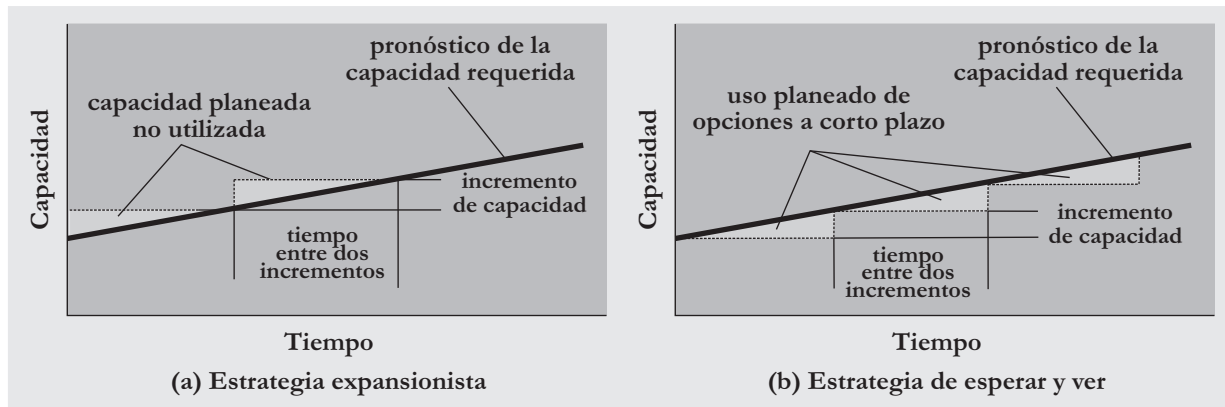 pronóstico de la
capacidad requerida
capacidad planeada
no utilizada
incremento
de capacidad
tiempo
entre dos
incrementos
Capacidad
Tiempo
(a) Estrategia expansionista
pronóstico de la
capacidad requerida
uso planeado de
opciones a corto plazo
incremento
de capacidad
tiempo
entre dos
incrementos
Capacidad
Tiempo
(b) Estrategia de esperar y ver